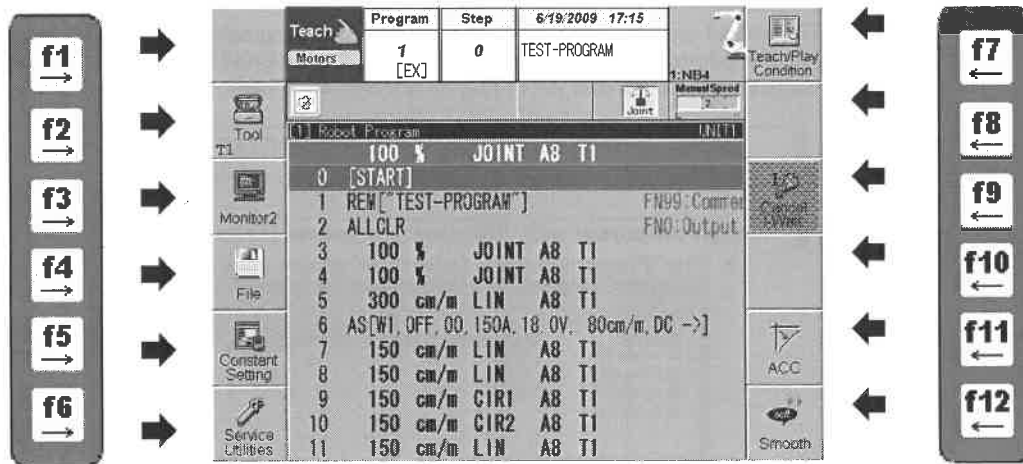 f1
f2
f3
f4
f5
f6
Teach
Motors
Program
1
[EX]
Step
0
6/19/2009 17:15
TEST-PROGRAM
1:NB4
Teach/Play
Condition
Tool
T1
Joint
Manual Speed
2
[1] Robot Program UNIT1
100 % JOINT A8 T1
0 [START]
1 REM["TEST-PROGRAM"] FN99:Commen
2 ALLCLR FN0:Output
3 100 % JOINT A8 T1
4 100 % JOINT A8 T1
5 300 cm/m LIN A8 T1
6 AS[W1,OFF,00,150A,18.0V, 80cm/m,DC ->]
7 150 cm/m LIN A8 T1
8 150 cm/m LIN A8 T1
9 150 cm/m CIR1 A8 T1
10 150 cm/m CIR2 A8 T1
11 150 cm/m LIN A8 T1
Monitor2
File
Constant
Setting
Service
Utilities
ACC
Smooth
f7
f8
f9
f10
f11
f12